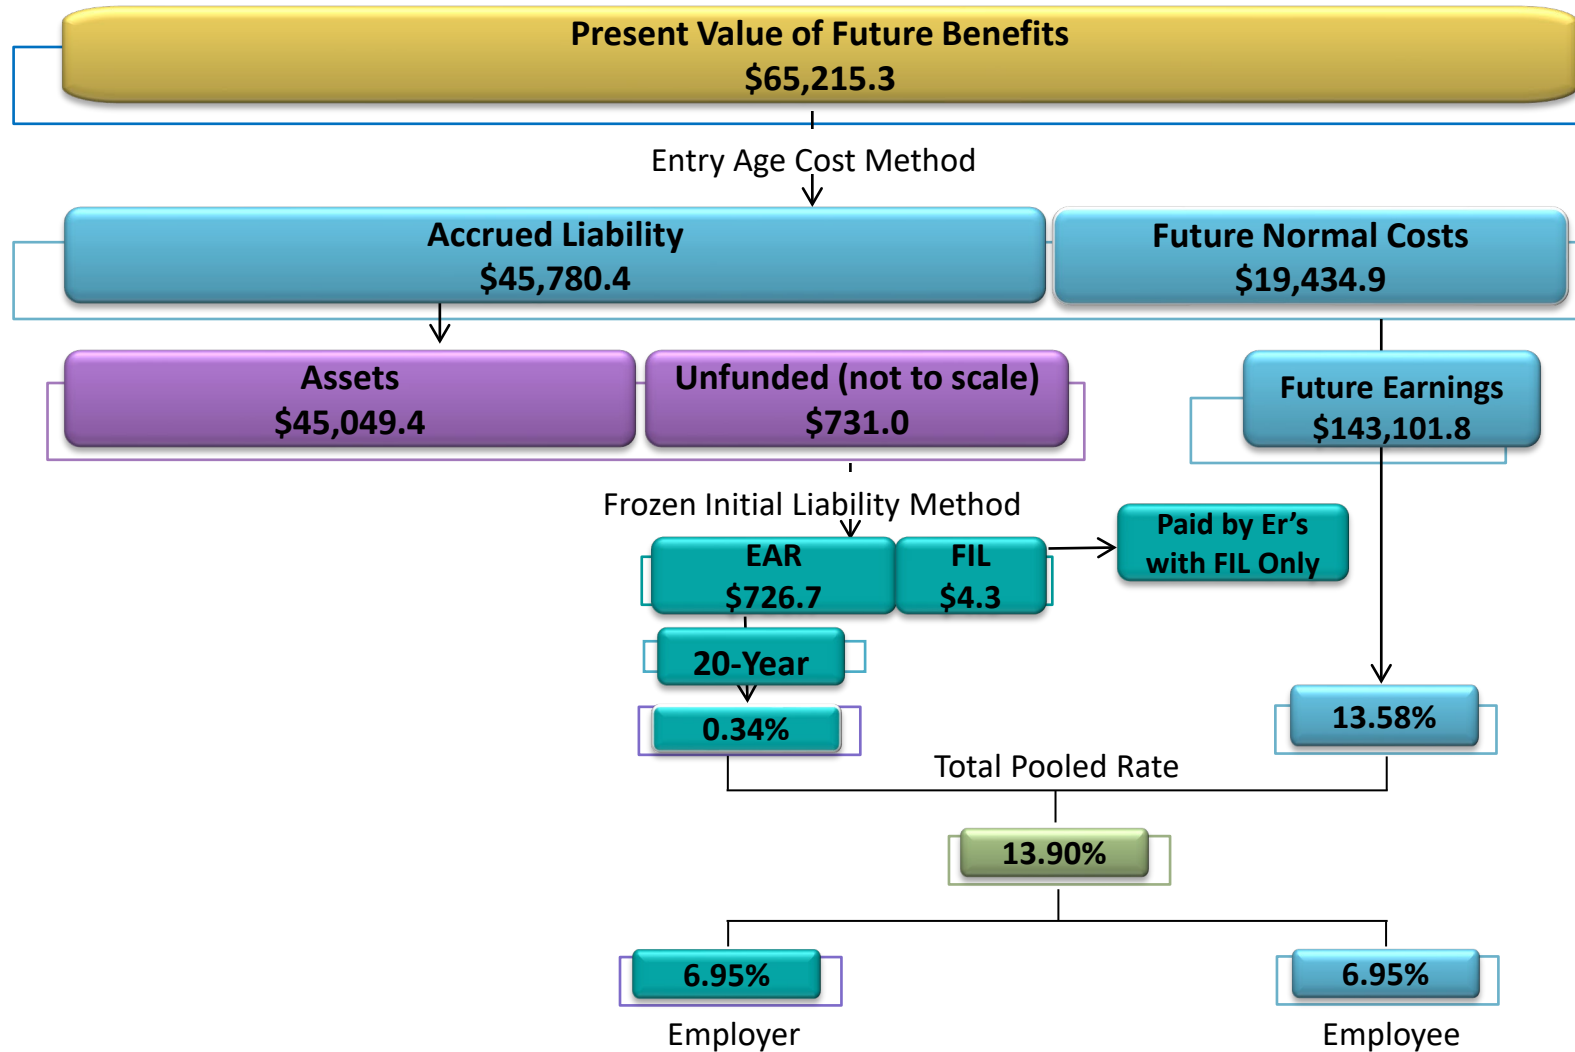 Present Value of Future Benefits
$65,215.3
Entry Age Cost Method
Accrued Liability
$45,780.4
Future Normal Costs
$19,434.9
Assets
$45,049.4
Unfunded (not to scale)
$731.0
Future Earnings
$143,101.8
Frozen Initial Liability Method
EAR
$726.7
FIL
$4.3
Paid by Er’s
with FIL Only
20-Year
0.34%
13.58%
Total Pooled Rate
13.90%
6.95%
Employer
6.95%
Employee